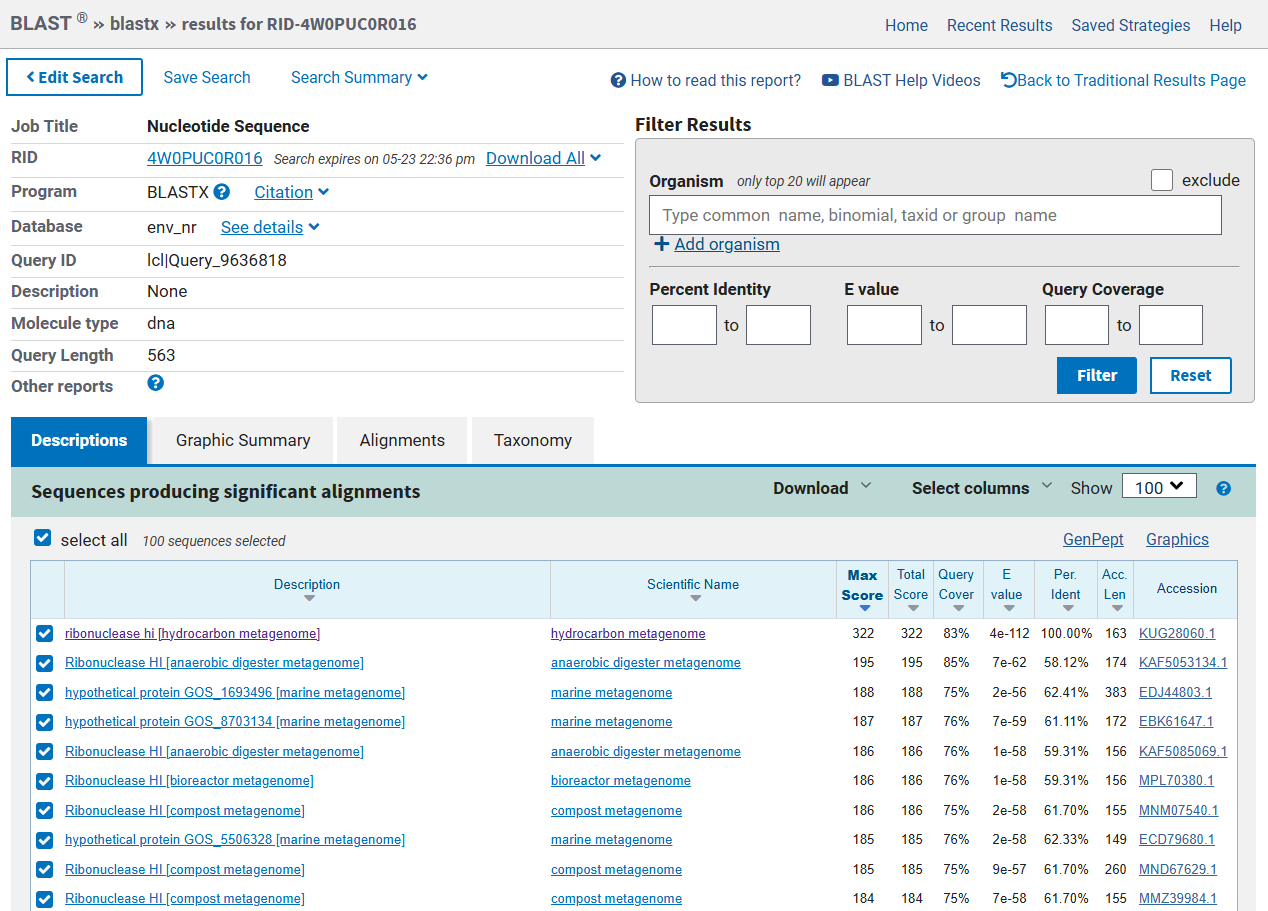 BLAST ® » blastx » results for RID-4W0PUC0R016
Home Recent Results Saved Strategies Help
Edit Search Save Search Search Summary
How to read this report? BLAST Help Videos Back to Traditional Results Page
Job Title Nucleotide Sequence
RID 4W0PUC0R016 Search expires on 05-23 22:36 pm Download All
Program BLASTX Citation
Database env_nr See details
Query ID lcl|Query_9636818
Description None
Molecule type dna
Query Length 563
Other reports
Filter Results
Organism only top 20 will appear exclude
Type common name, binomial, taxid or group name
Add organism
Percent Identity E value Query Coverage
to to to
Filter Reset
Descriptions Graphic Summary Alignments Taxonomy
Sequences producing significant alignments Download Select columns Show 100
select all 100 sequences selected GenPept Graphics
Description Scientific Name Max Score Total Score Query Cover E value Per. Ident Acc. Len Accession
ribonuclease hi [hydrocarbon metagenome] hydrocarbon metagenome 322 322 83% 4e-112 100.00% 163 KUG28060.1
Ribonuclease HI [anaerobic digester metagenome] anaerobic digester metagenome 195 195 85% 7e-62 58.12% 174 KAF5053134.1
hypothetical protein GOS_1693496 [marine metagenome] marine metagenome 188 188 75% 2e-56 62.41% 383 EDJ44803.1
hypothetical protein GOS_8703134 [marine metagenome] marine metagenome 187 187 76% 7e-59 61.11% 172 EBK61647.1
Ribonuclease HI [anaerobic digester metagenome] anaerobic digester metagenome 186 186 76% 1e-58 59.31% 156 KAF5085069.1
Ribonuclease HI [bioreactor metagenome] bioreactor metagenome 186 186 76% 1e-58 59.31% 156 MPL70380.1
Ribonuclease HI [compost metagenome] compost metagenome 186 186 75% 2e-58 61.70% 155 MNM07540.1
hypothetical protein GOS_5506328 [marine metagenome] marine metagenome 185 185 76% 2e-58 62.33% 149 ECD79680.1
Ribonuclease HI [compost metagenome] compost metagenome 185 185 75% 9e-57 61.70% 260 MND67629.1
Ribonuclease HI [compost metagenome] compost metagenome 184 184 75% 7e-58 61.70% 155 MMZ39984.1